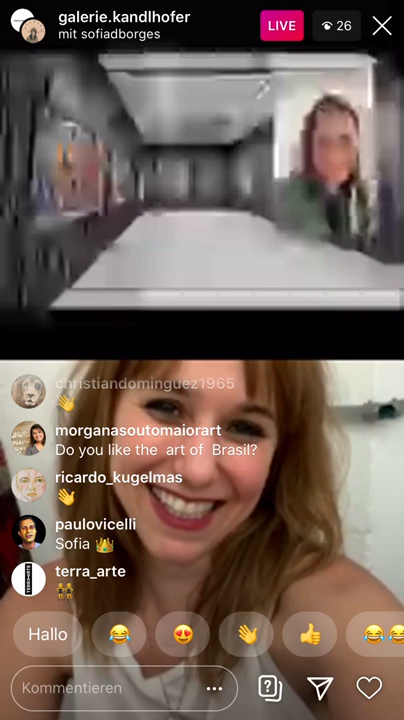 galerie.kandlhofer
mit sofiadborges
LIVE
26
christiandominguez1965
👋
morganasoutomaiorart
Do you like the art of Brasil?
ricardo_kugelmas
👋
paulovicelli
Sofia 👑
terra_arte
👯
Hallo 😂 😍 👋 👍 😂😂
Kommentieren